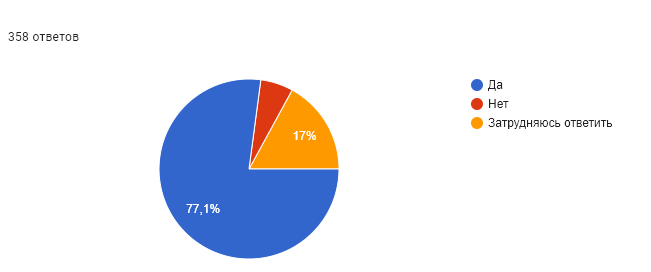 358 ответов
Да
Нет
Затрудняюсь ответить
17%
77,1%